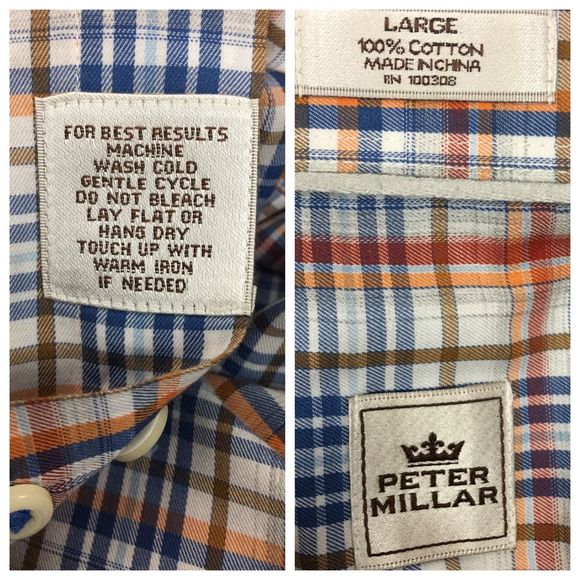 FOR BEST RESULTS
MACHINE
WASH COLD
GENTLE CYCLE
DO NOT BLEACH
LAY FLAT OR
HANG DRY
TOUCH UP WITH
WARM IRON
IF NEEDED
LARGE
100% COTTON
MADE IN CHINA
RN 100308
PETER
MILLAR